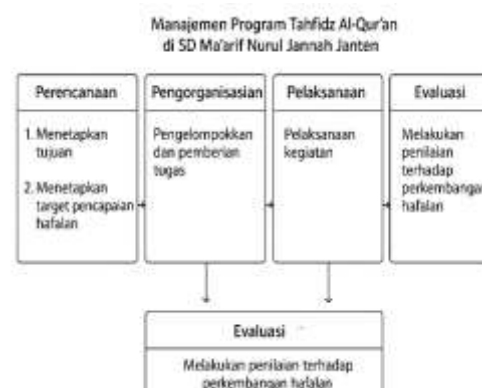 Manajemen Program Tahfidz Al-Qur'an
di SD Ma'arif Nurul Jannah Janten
Perencanaan
1. Menetapkan
tujuan
2. Menetapkan
target pencapaian
hafalan
Pengorganisasian
Pengelompokkan
dan pemberian
tugas
Pelaksanaan
Pelaksanaan
kegiatan
Evaluasi
Melakukan
penilaian
terhadap
perkembangan
hafalan
Evaluasi
Melakukan penilaian terhadap
perkembangan hafalan